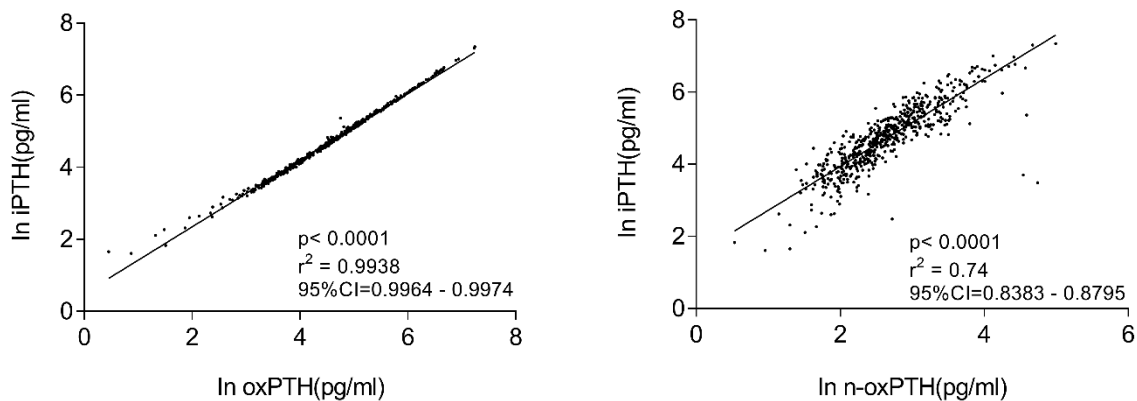 8
6
4
2
0
ln iPTH(pg/ml)
p< 0.0001
r² = 0.9938
95%CI=0.9964 - 0.9974
0 2 4 6 8
ln oxPTH(pg/ml)
8
6
4
2
0
ln iPTH(pg/ml)
p< 0.0001
r² = 0.74
95%CI=0.8383 - 0.8795
0 2 4 6
ln n-oxPTH(pg/ml)